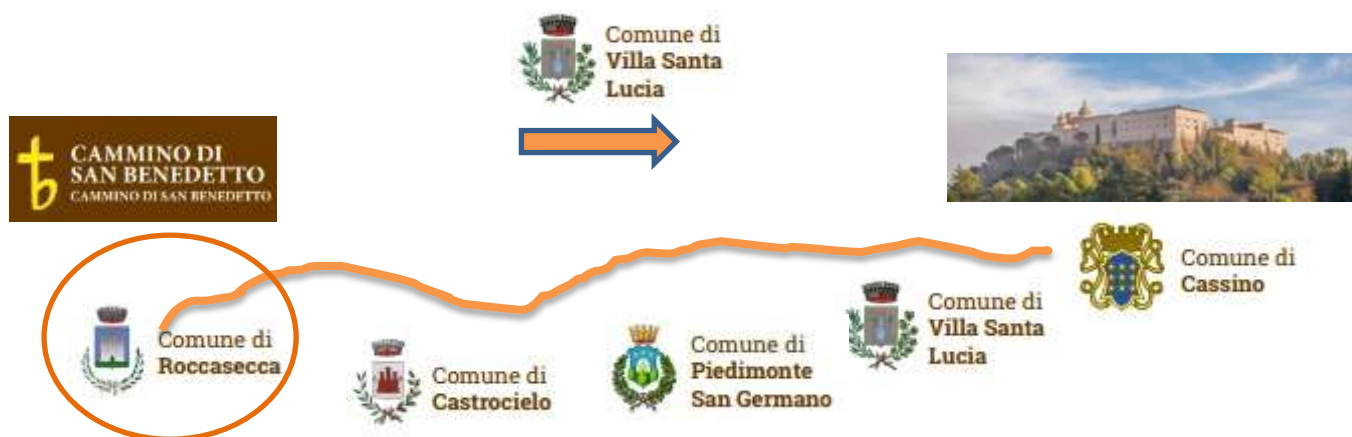 Comune di
Villa Santa
Lucia
CAMMINO DI
SAN BENEDETTO
CAMMINO DI SAN BENEDETTO
Comune di
Roccasecca
Comune di
Castrocielo
Comune di
Piedimonte
San Germano
Comune di
Villa Santa
Lucia
Comune di
Cassino